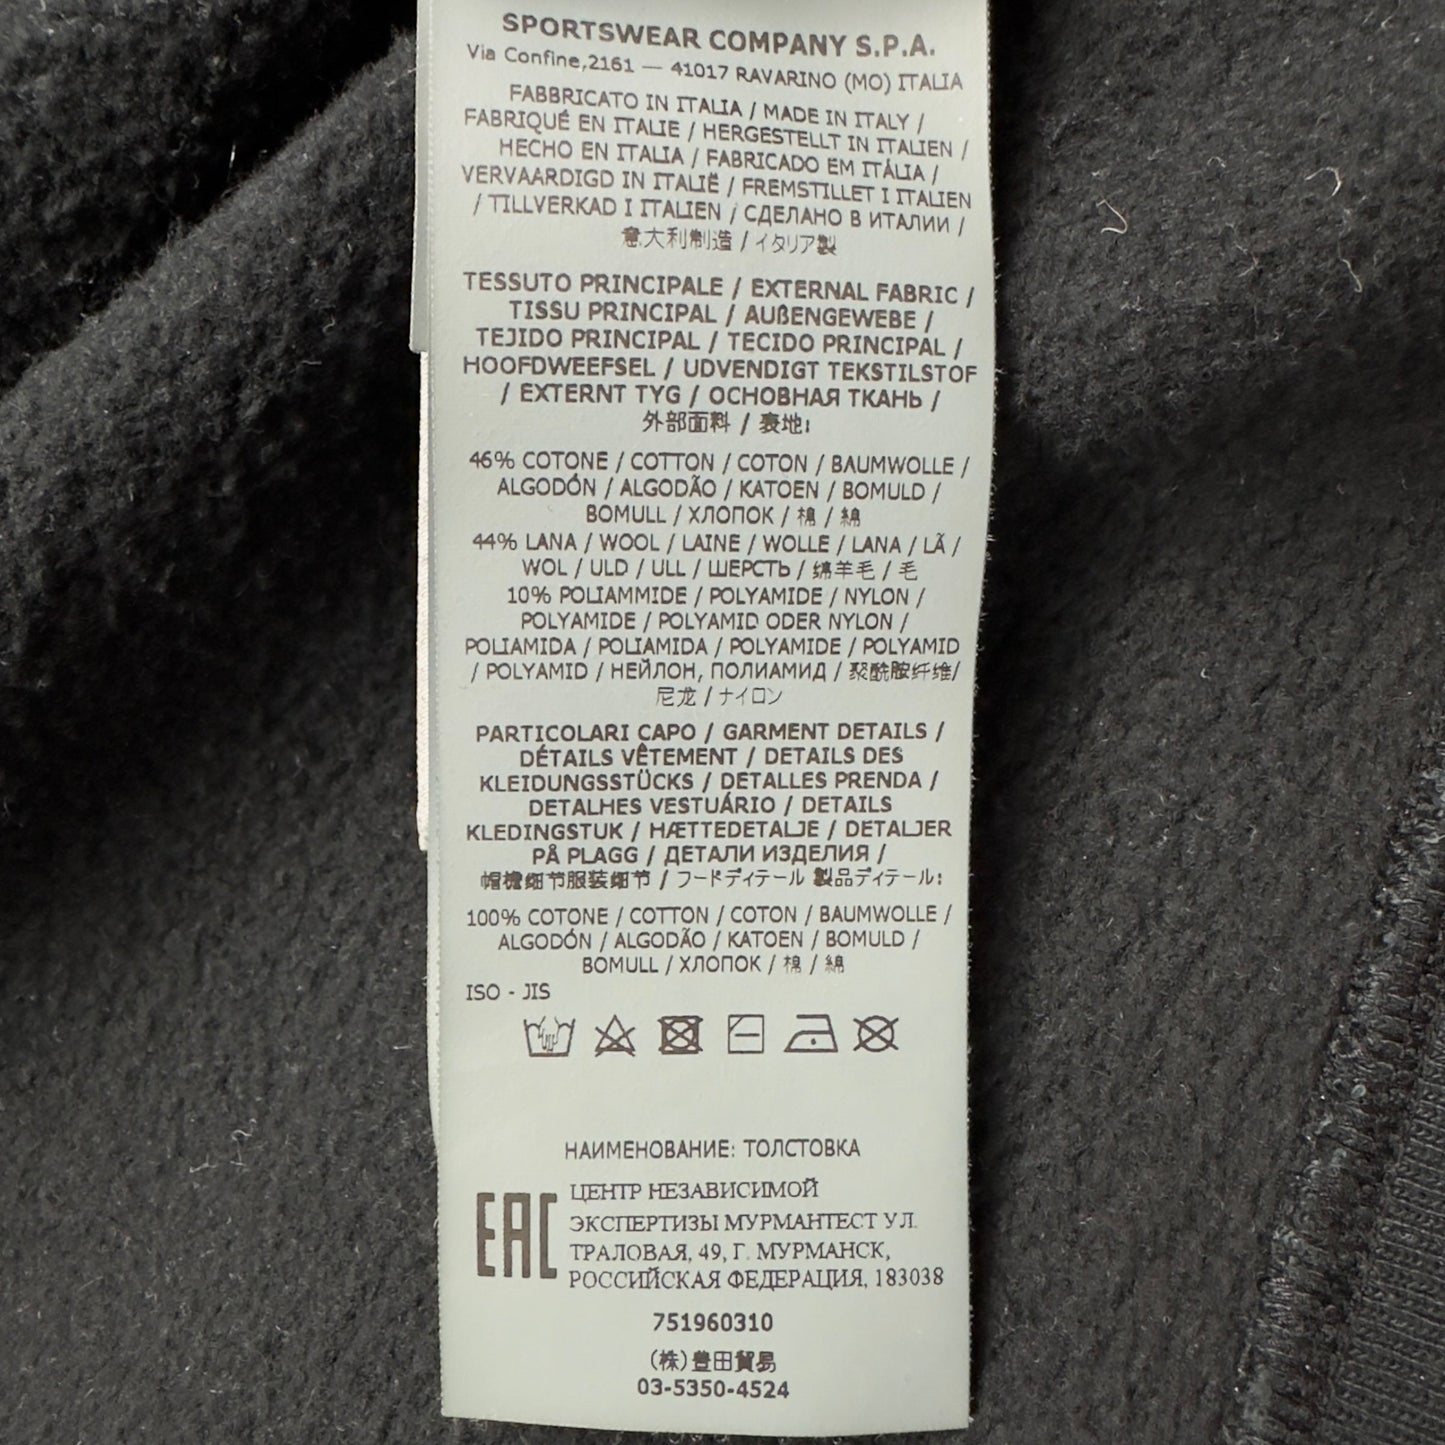 SPORTSWEAR COMPANY S.P.A.
Via Confine,2161 — 41017 RAVARINO (MO) ITALIA
FABBRICATO IN ITALIA / MADE IN ITALY /
FABRIQUÉ EN ITALIE / HERGESTELLT IN ITALIEN /
HECHO EN ITALIA / FABRICADO EM ITÁLIA /
VERVAARDIGD IN ITALIË / FREMSTILLET I ITALIEN
/ TILLVERKAD I ITALIEN / СДЕЛАНО В ИТАЛИИ /
意大利制造 / イタリア製
TESSUTO PRINCIPALE / EXTERNAL FABRIC /
TISSU PRINCIPAL / AUßENGEWEBE /
TEJIDO PRINCIPAL / TECIDO PRINCIPAL /
HOOFDWEEFSEL / UDVENDIGT TEKSTILSTOF
/ EXTERNT TYG / ОСНОВНАЯ ТКАНЬ /
外部面料 / 表地:
46% COTONE / COTTON / COTON / BAUMWOLLE /
ALGODÓN / ALGODÃO / KATOEN / BOMULD /
BOMULL / ХЛОПОК / 棉 / 綿
44% LANA / WOOL / LAINE / WOLLE / LANA / LÃ /
WOL / ULD / ULL / ШЕРСТЬ / 绵羊毛 / 毛
10% POLIAMMIDE / POLYAMIDE / NYLON /
POLYAMIDE / POLYAMID ODER NYLON /
POLIAMIDA / POLIAMIDA / POLYAMIDE / POLYAMID
/ POLYAMID / НЕЙЛОН, ПОЛИАМИД / 聚酰胺纤维/
尼龙 / ナイロン
PARTICOLARI CAPO / GARMENT DETAILS /
DÉTAILS VÊTEMENT / DETAILS DES
KLEIDUNGSSTÜCKS / DETALLES PRENDA /
DETALHES VESTUÁRIO / DETAILS
KLEDINGSTUK / HÆTTEDETALJE / DETALJER
PÅ PLAGG / ДЕТАЛИ ИЗДЕЛИЯ /
帽檐细节服装细节 / フードディテール 製品ディテール:
100% COTONE / COTTON / COTON / BAUMWOLLE /
ALGODÓN / ALGODÃO / KATOEN / BOMULD /
BOMULL / ХЛОПОК / 棉 / 綿
ISO - JIS
НАИМЕНОВАНИЕ: ТОЛСТОВКА
EAC
ЦЕНТР НЕЗАВИСИМОЙ
ЭКСПЕРТИЗЫ МУРМАНТЕСТ УЛ.
ТРАЛОВАЯ, 49, Г. МУРМАНСК,
РОССИЙСКАЯ ФЕДЕРАЦИЯ, 183038
751960310
(株)豊田貿易
03-5350-4524